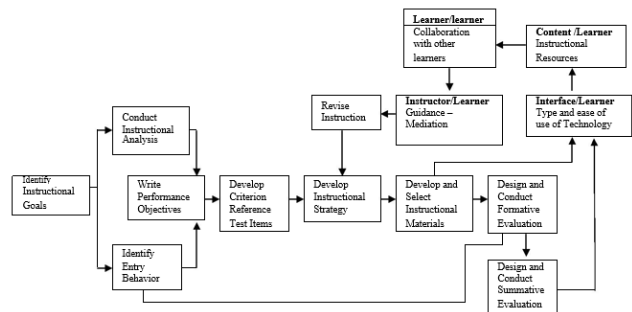 Learner/learner
Collaboration
with other
learners
Content /Learner
Instructional
Resources
Conduct
Instructional
Analysis
Revise
Instruction
Instructor/Learner
Guidance –
Mediation
Interface/Learner
Type and ease
of use of Technology
Identify
Instructional
Goals
Write
Performance
Objectives
Develop
Criterion
Reference
Test Items
Develop
Instructional
Strategy
Develop and
Select
Instructional
Materials
Design and
Conduct
Formative
Evaluation
Identify
Entry
Behavior
Design and
Conduct
Summative
Evaluation